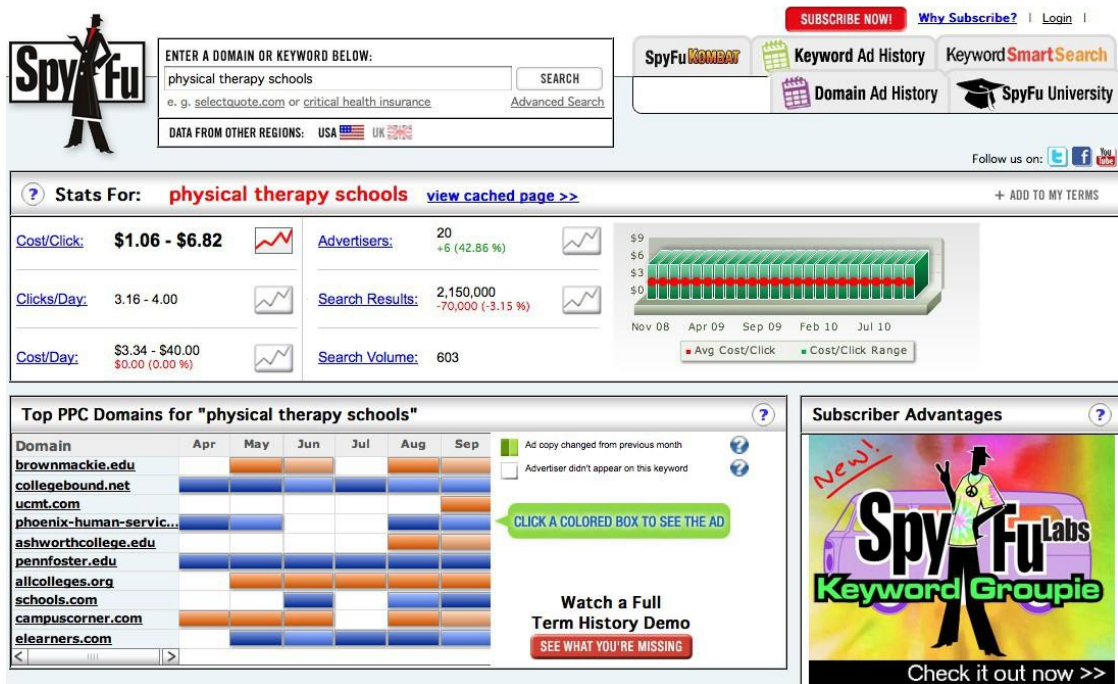 SUBSCRIBE NOW! Why Subscribe? | Login |
SpyFu
ENTER A DOMAIN OR KEYWORD BELOW:
physical therapy schools SEARCH
e. g. selectquote.com or critical health insurance Advanced Search
DATA FROM OTHER REGIONS: USA UK
SpyFu KOMBAT Keyword Ad History Keyword SmartSearch
Domain Ad History SpyFu University
Follow us on: t f You Tube
? Stats For: physical therapy schools view cached page >> + ADD TO MY TERMS
Cost/Click: $1.06 - $6.82
Clicks/Day: 3.16 - 4.00
Cost/Day: $3.34 - $40.00
$0.00 (0.00 %)
Advertisers: 20
+6 (42.86 %)
Search Results: 2,150,000
-70,000 (-3.15 %)
Search Volume: 603
$9
$6
$3
$0
Nov 08 Apr 09 Sep 09 Feb 10 Jul 10
Avg Cost/Click Cost/Click Range
Top PPC Domains for "physical therapy schools" ?
Domain Apr May Jun Jul Aug Sep
brownmackie.edu
collegebound.net
ucmt.com
phoenix-human-servic...
ashworthcollege.edu
pennfoster.edu
allcolleges.org
schools.com
campuscorner.com
elearners.com
Ad copy changed from previous month ?
Advertiser didn't appear on this keyword ?
CLICK A COLORED BOX TO SEE THE AD
Watch a Full
Term History Demo
SEE WHAT YOU'RE MISSING
Subscriber Advantages ?
New!
SpyFu Labs
Keyword Groupie
Check it out now >>